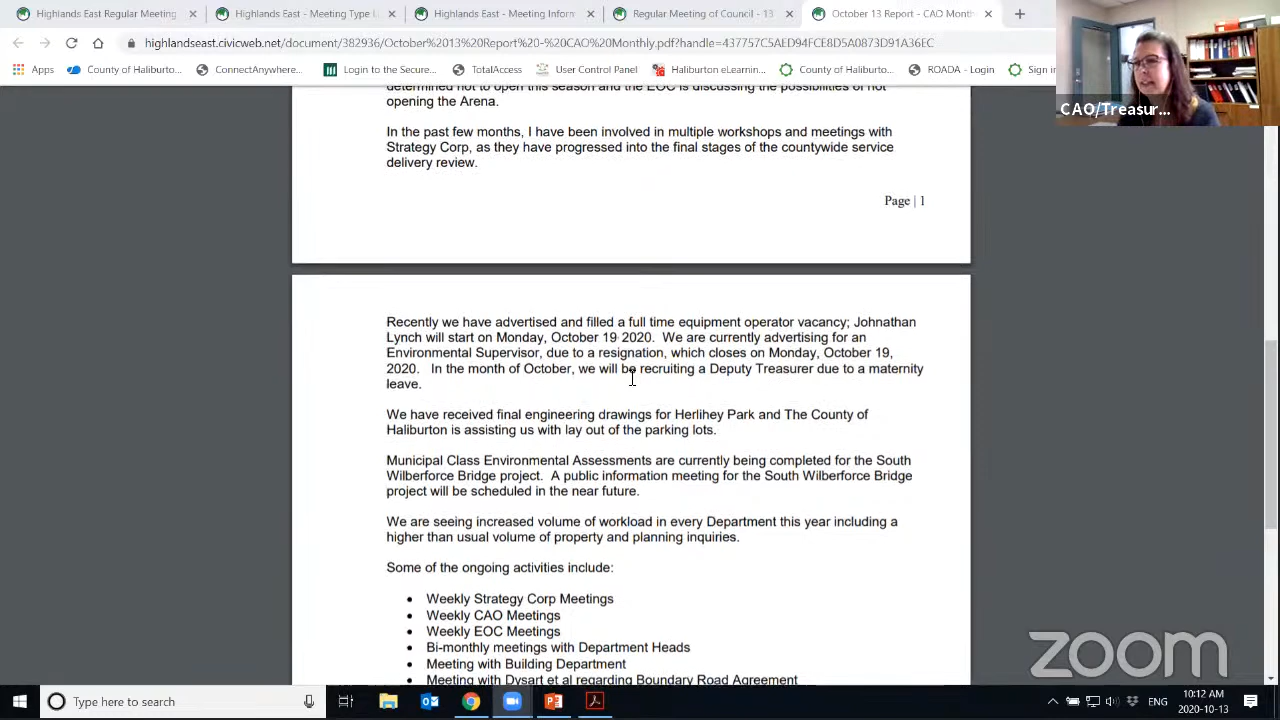 Highlands East Regular Meeting
Highlands East - Meeting Type L
Highlands East - Meeting Inform
Regular Meeting of Council - 13
October 13 Report - CAO Month
highlandseast.civicweb.net/document/382936/October%2013%20Report%20-%20CAO%20Monthly.pdf?handle=437757C5AED94FCE8D5A0873D91A36EC
Apps
County of Haliburto...
ConnectAnywhere...
Login to the Secure...
TotalAccess
User Control Panel
Haliburton eLearnin...
County of Haliburto...
ROADA - Login
Sign in
CAO/Treasur...
determined not to open this season and the EOC is discussing the possibilities of not
opening the Arena.
In the past few months, I have been involved in multiple workshops and meetings with
Strategy Corp, as they have progressed into the final stages of the countywide service
delivery review.
Page | 1
Recently we have advertised and filled a full time equipment operator vacancy; Johnathan
Lynch will start on Monday, October 19 2020. We are currently advertising for an
Environmental Supervisor, due to a resignation, which closes on Monday, October 19,
2020. In the month of October, we will be recruiting a Deputy Treasurer due to a maternity
leave.
We have received final engineering drawings for Herlihey Park and The County of
Haliburton is assisting us with lay out of the parking lots.
Municipal Class Environmental Assessments are currently being completed for the South
Wilberforce Bridge project. A public information meeting for the South Wilberforce Bridge
project will be scheduled in the near future.
We are seeing increased volume of workload in every Department this year including a
higher than usual volume of property and planning inquiries.
Some of the ongoing activities include:
• Weekly Strategy Corp Meetings
• Weekly CAO Meetings
• Weekly EOC Meetings
• Bi-monthly meetings with Department Heads
• Meeting with Building Department
• Meeting with Dysart et al regarding Boundary Road Agreement
zoom
Type here to search
ENG
10:12 AM
2020-10-13